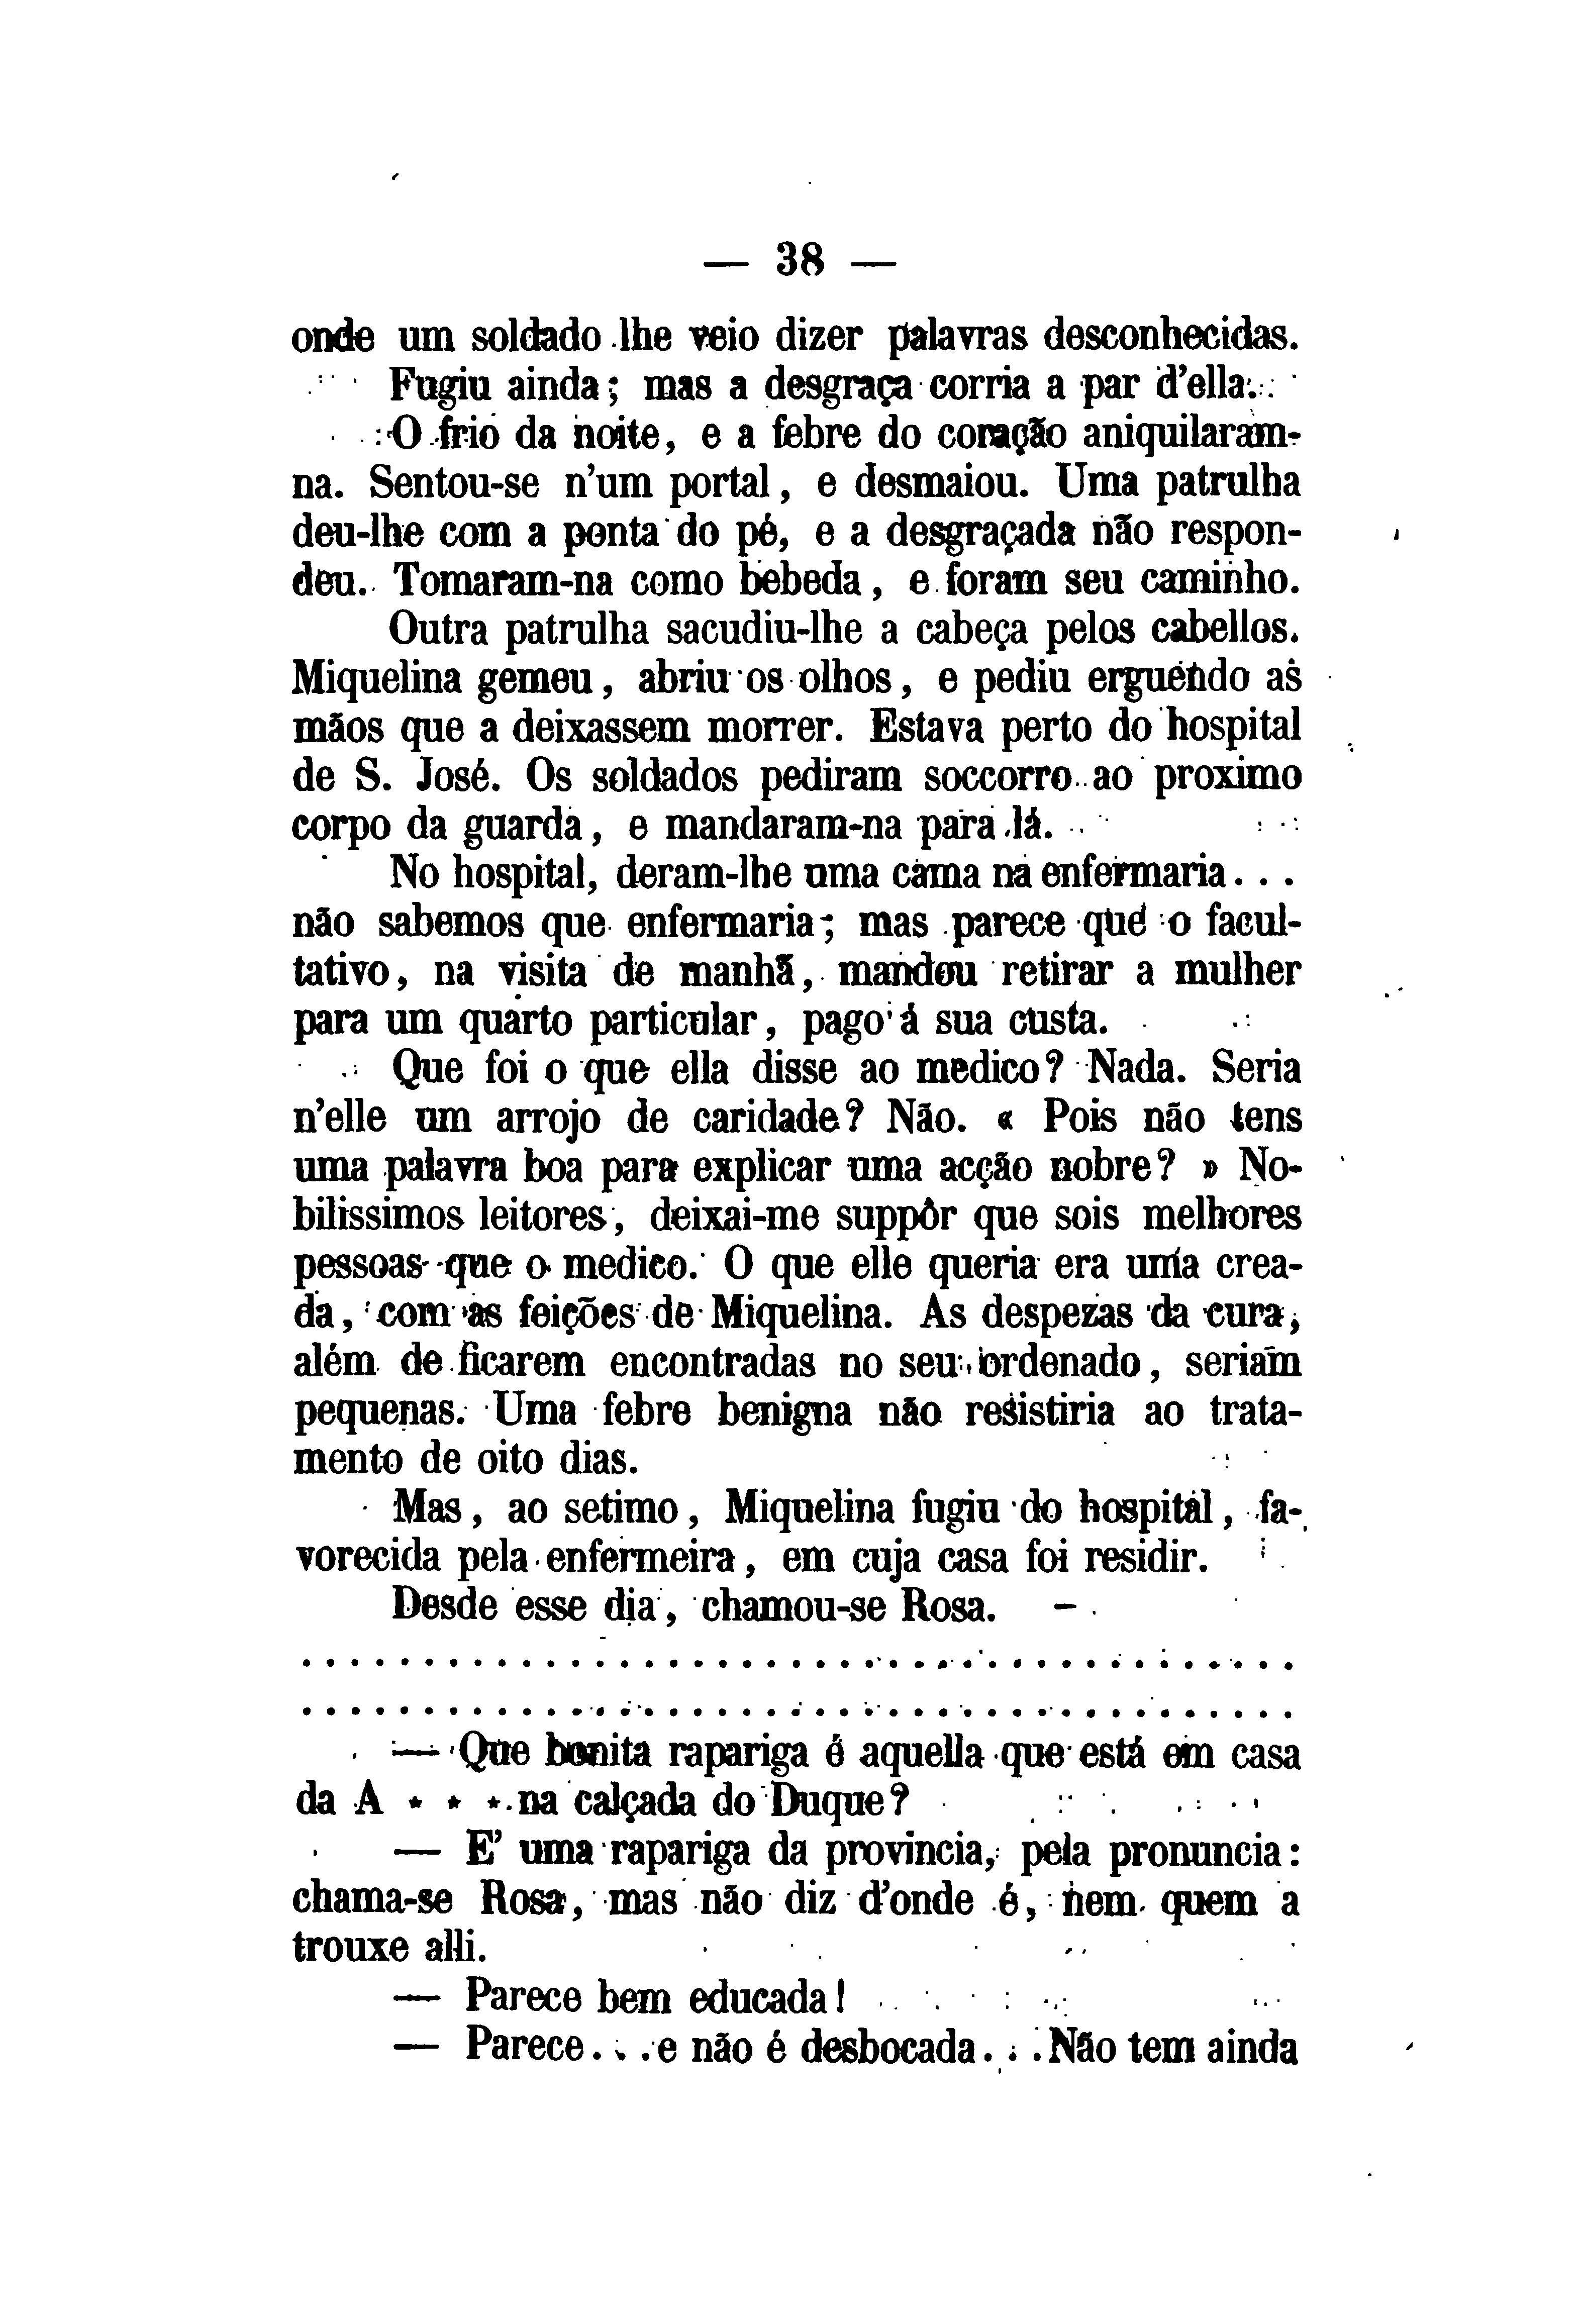 — 38 —
onde um soldado lhe veio dizer palavras desconhecidas.
Fugiu ainda; mas a desgraça corria a par d'ella.
O frio da noite, e a febre do coração aniquilaram-
na. Sentou-se n'um portal, e desmaiou. Uma patrulha
deu-lhe com a ponta do pé, e a desgraçada não respon-
deu. Tomaram-na como bebeda, e foram seu caminho.
Outra patrulha sacudiu-lhe a cabeça pelos cabellos.
Miquelina gemeu, abriu os olhos, e pediu erguendo as
mãos que a deixassem morrer. Estava perto do hospital
de S. José. Os soldados pediram soccorro ao proximo
corpo da guarda, e mandaram-na para lá.
No hospital, deram-lhe uma cama na enfermaria...
não sabemos que enfermaria; mas parece que o facul-
tativo, na visita de manhã, mandou retirar a mulher
para um quarto particular, pago á sua custa.
Que foi o que ella disse ao medico? Nada. Seria
n'elle um arrojo de caridade? Não. « Pois não tens
uma palavra boa para explicar uma acção nobre? » No-
bilissimos leitores, deixai-me suppôr que sois melhores
pessoas que o medico. O que elle queria era uma crea-
da, com as feições de Miquelina. As despezas da cura,
além de ficarem encontradas no seu ordenado, seriam
pequenas. Uma febre benigna não resistiria ao trata-
mento de oito dias.
Mas, ao setimo, Miquelina fugiu do hospital, fa-
vorecida pela enfermeira, em cuja casa foi residir.
Desde esse dia, chamou-se Rosa.
.........................................
.........................................
— Que bonita rapariga é aquella que está em casa
da A * * * na calçada do Duque?
— E' uma rapariga da provincia, pela pronuncia:
chama-se Rosa, mas não diz d'onde é, nem quem a
trouxe alli.
— Parece bem educada!
— Parece...e não é desbocada...Não tem ainda